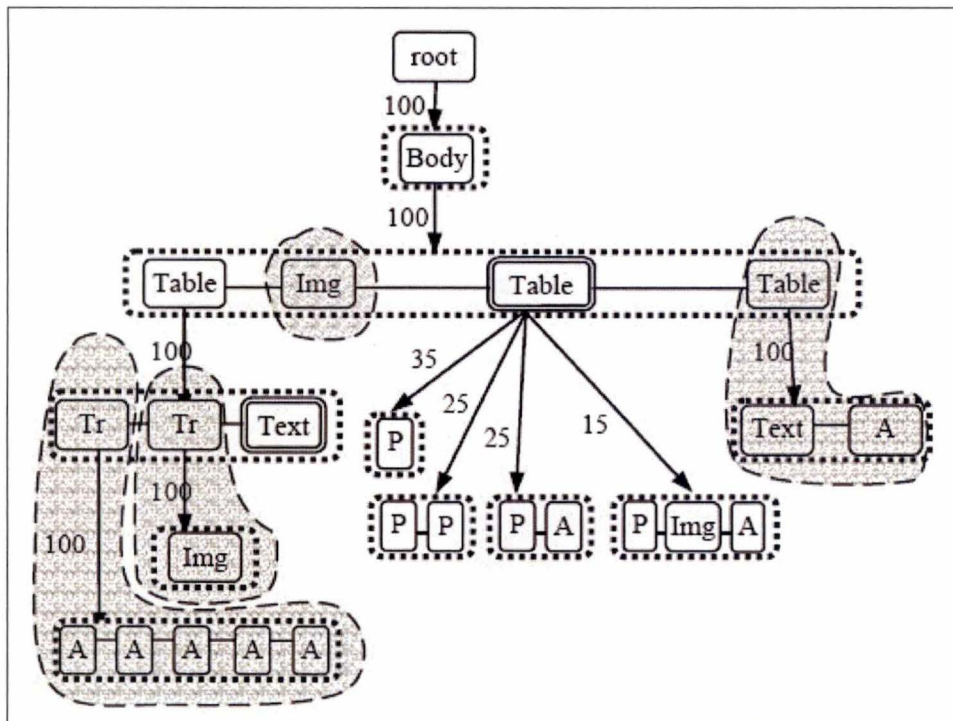 root
100
Body
100
Table Img Table Table
100 35 25 25 15 100
Tr Tr Text P Text A
100 100
P P P A P Img A
Img
A A A A A